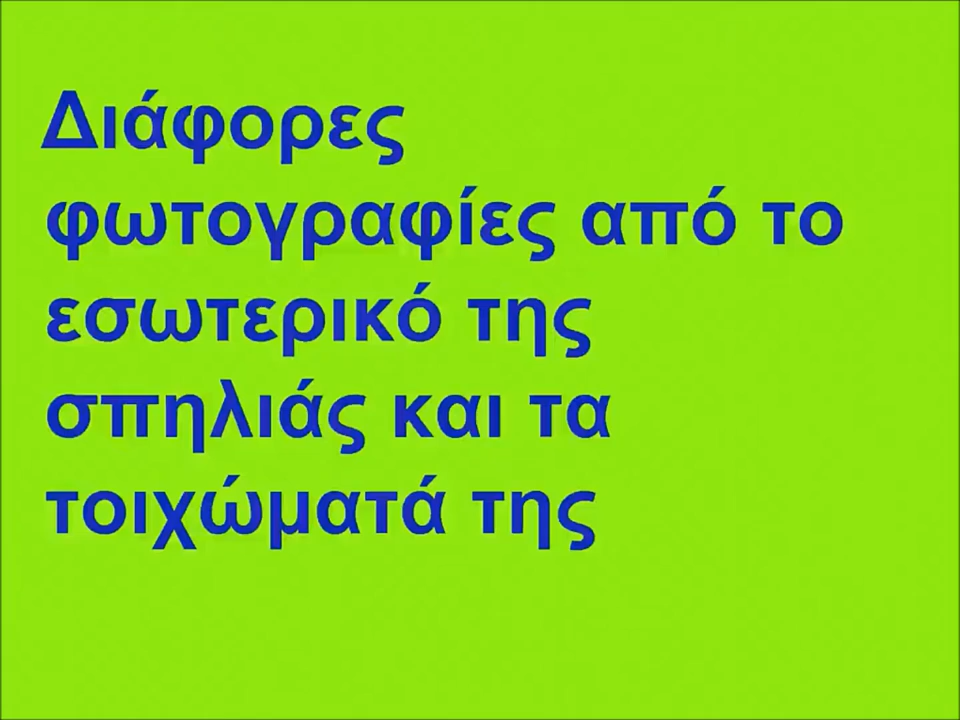 Διάφορες
φωτογραφίες από το
εσωτερικό της
σπηλιάς και τα
τοιχώματά της